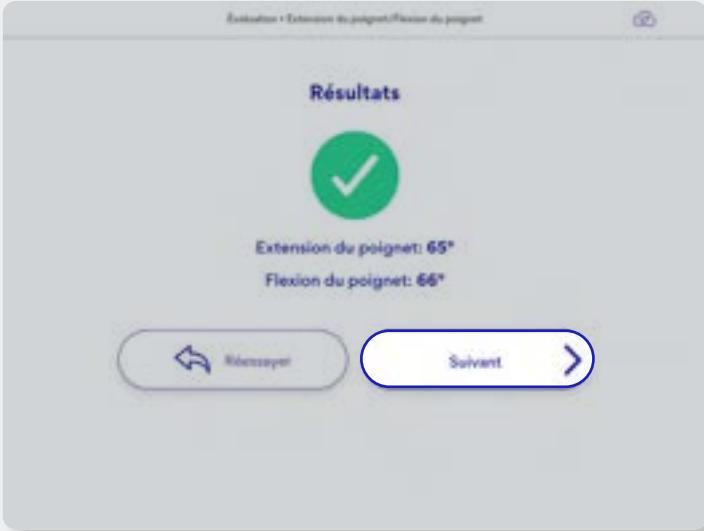 Évaluation • Extension du poignet/Flexion du poignet
Résultats
Extension du poignet: 65°
Flexion du poignet: 66°
Réessayer
Suivant